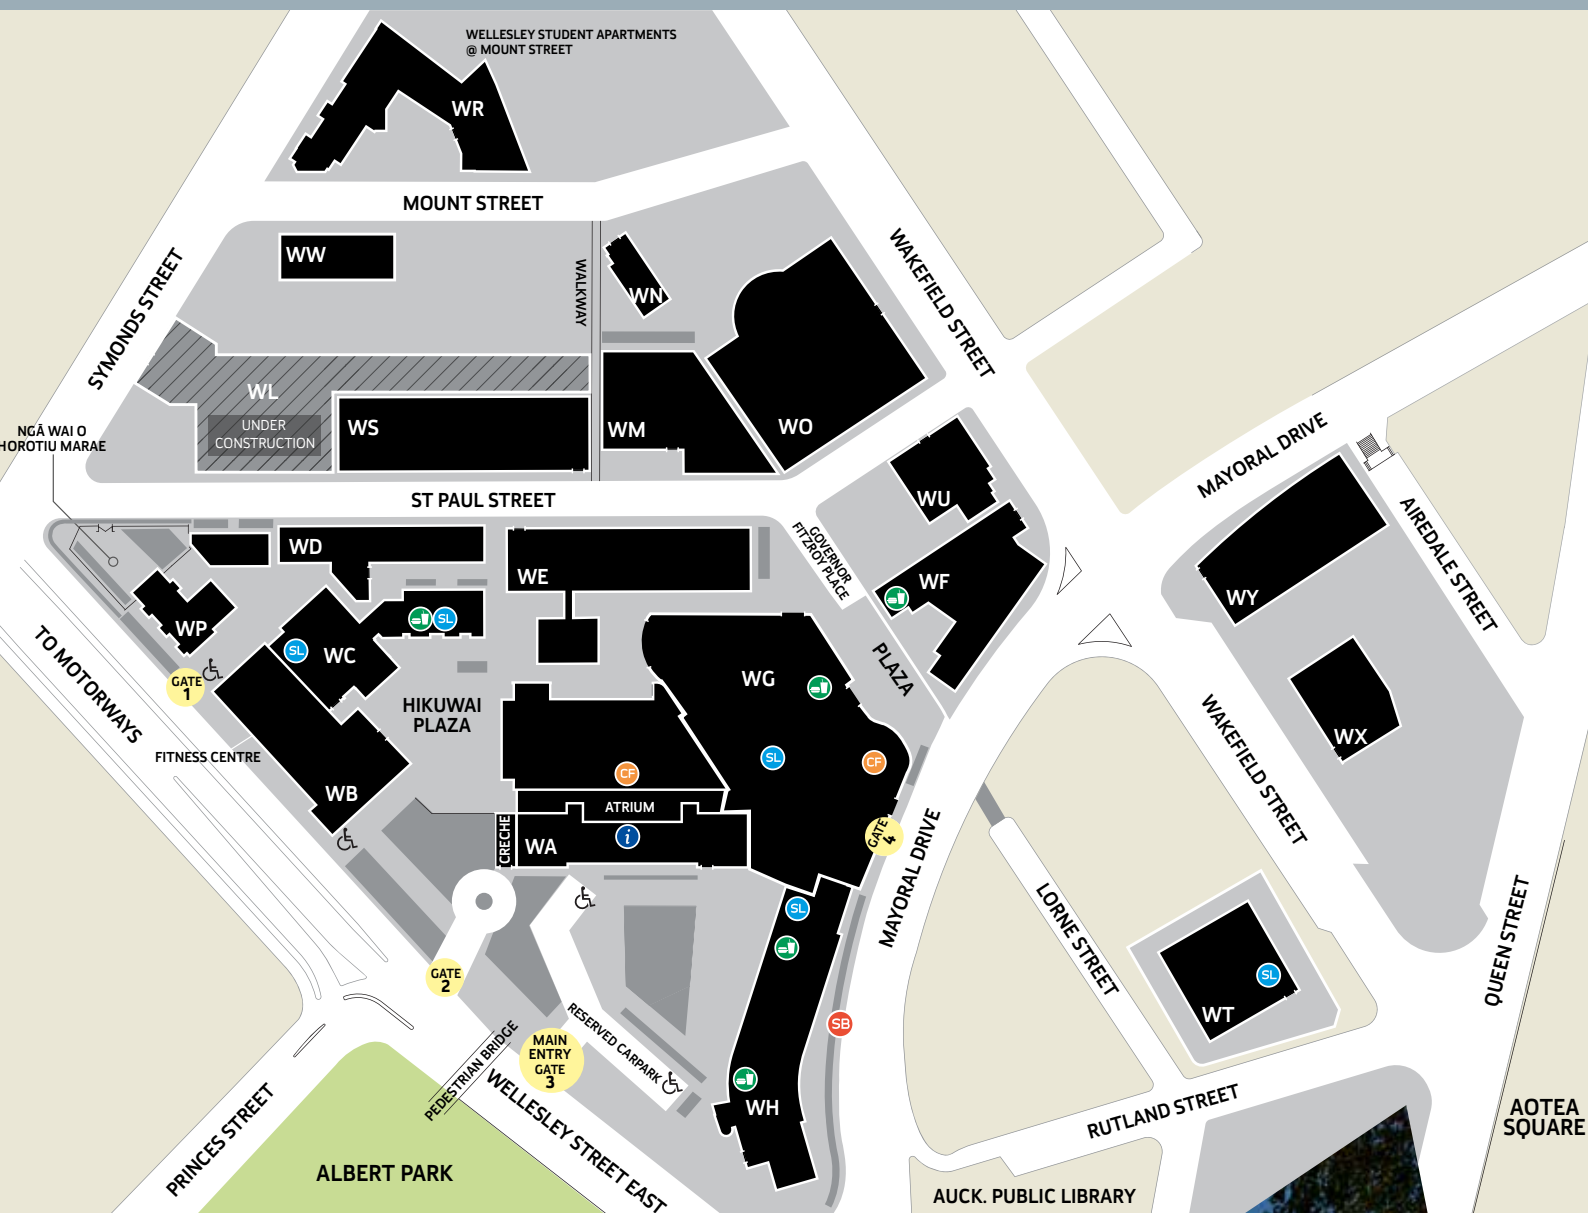 WELLESLEY STUDENT APARTMENTS
@ MOUNT STREET
WR
MOUNT STREET
WW
WALKWAY
WN
WAKEFIELD STREET
SYMONDS STREET
WL
UNDER
CONSTRUCTION
WS
WM
WO
NGĀ WAI O
HOROTIU MARAE
MAYORAL DRIVE
ST PAUL STREET
WU
AIREDALE STREET
GOVERNOR
FITZROY PLACE
WD
WE
WF
WY
WP
SL
SL
WC
TO MOTORWAYS
GATE
1
HIKUWAI
PLAZA
WG
PLAZA
WAKEFIELD STREET
WX
FITNESS CENTRE
SL
CF
CF
WB
ATRIUM
CRECHE
WA
i
GATE
4
MAYORAL DRIVE
LORNE STREET
QUEEN STREET
SL
GATE
2
SL
WT
RESERVED CARPARK
SB
PEDESTRIAN BRIDGE
MAIN
ENTRY
GATE
3
WH
WELLESLEY STREET EAST
PRINCES STREET
RUTLAND STREET
AOTEA
SQUARE
ALBERT PARK
AUCK. PUBLIC LIBRARY